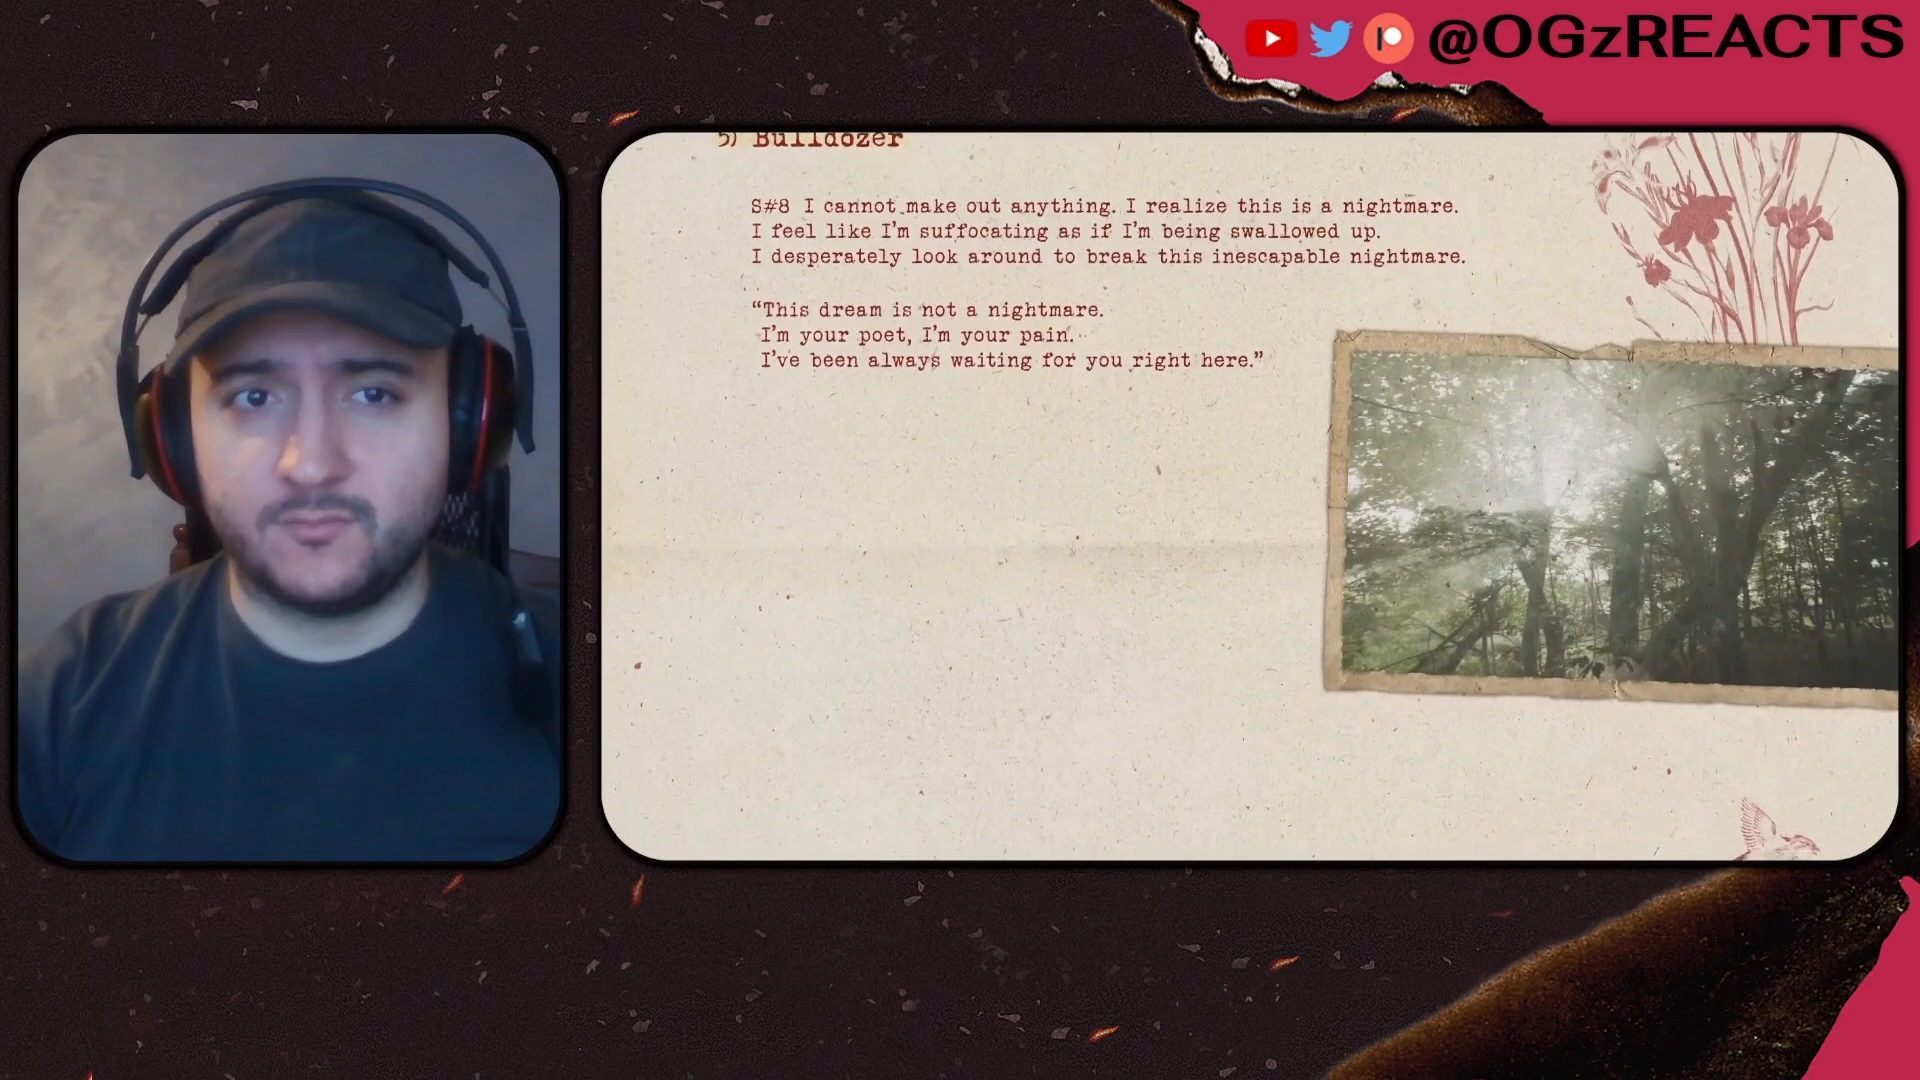 @OGzREACTS
5) Bulldozer
S#8 I cannot make out anything. I realize this is a nightmare.
I feel like I'm suffocating as if I'm being swallowed up.
I desperately look around to break this inescapable nightmare.
“This dream is not a nightmare.
I'm your poet, I'm your pain.
I've been always waiting for you right here.”